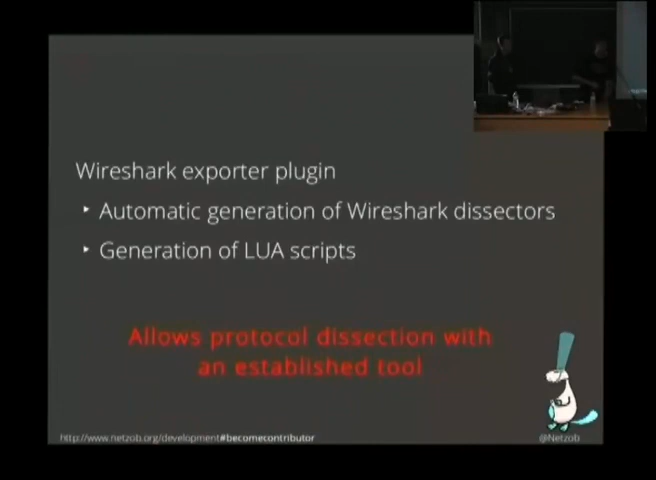 Wireshark exporter plugin
‣ Automatic generation of Wireshark dissectors
‣ Generation of LUA scripts
Allows protocol dissection with
an established tool
http://www.netzob.org/development#becomecontributor
@Netzob